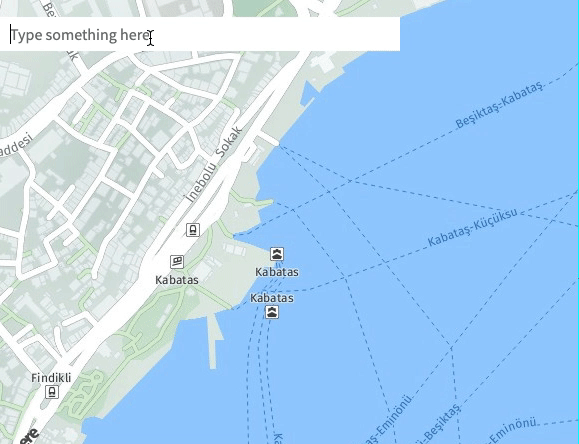 Type something here
Beşiktaş-Kabataş
İnebolu Sokak
Kabataş-Küçüksu
Kabatas
Kabatas
Kabatas
Findikli